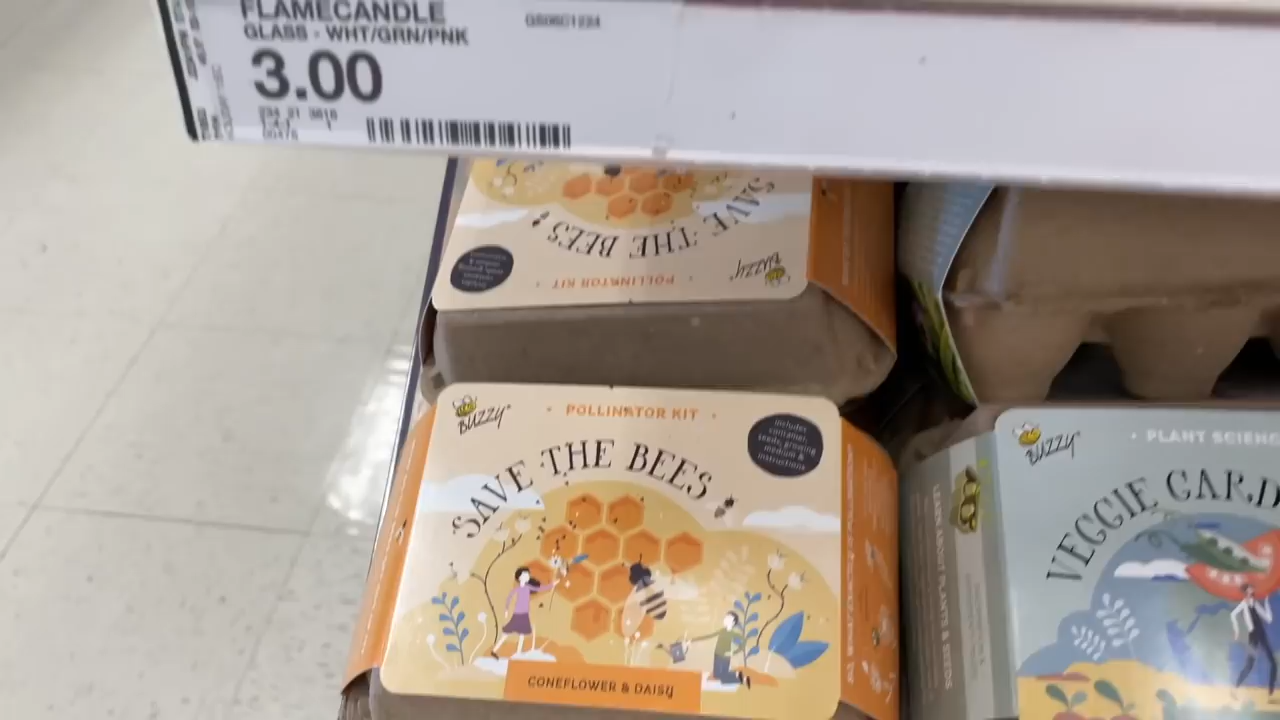 FLAMECANDLE
GLASS - WHT/GRN/PNK
3.00
SAVE THE BEES
POLLINATOR KIT
BUZZY
BUZZY
POLLINATOR KIT
includes
container,
seeds, growing
medium &
instructions
SAVE THE BEES
CONEFLOWER & DAISY
BUZZY
PLANT SCIENC
VEGGIE GARD
LEARN ABOUT PLANTS & SEEDS